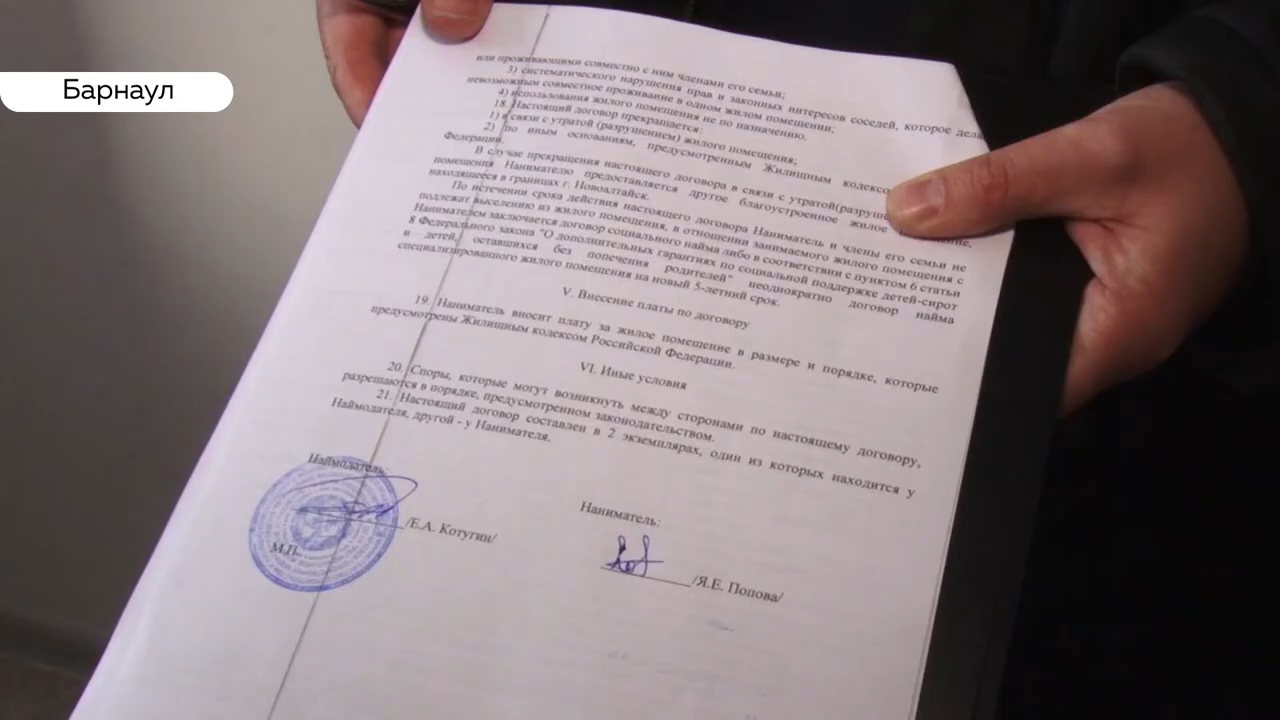 Барнаул
или проживающими совместно с ним членами его семьи;
3) систематического нарушения прав и законных интересов соседей, которое дела
невозможным совместное проживание в одном жилом помещении;
4) использования жилого помещения не по назначению.
18. Настоящий договор прекращается:
1) в связи с утратой (разрушением) жилого помещения;
2) по иным основаниям, предусмотренным Жилищным кодексо
Федерации.
В случае прекращения настоящего договора в связи с утратой(разруше
помещения Нанимателю предоставляется другое благоустроенное жилое
находящееся в границах г. Новоалтайск.
По истечении срока действия настоящего договора Наниматель и члены его семьи не
подлежат выселению из жилого помещения, в отношении занимаемого жилого помещения с
Нанимателем заключается договор социального найма либо в соответствии с пунктом 6 статьи
8 Федерального закона "О дополнительных гарантиях по социальной поддержке детей-сирот
и детей, оставшихся без попечения родителей" неоднократно договор найма
специализированного жилого помещения на новый 5-летний срок.
V. Внесение платы по договору
19. Наниматель вносит плату за жилое помещение в размере и порядке, которые
предусмотрены Жилищным кодексом Российской Федерации.
VI. Иные условия
20. Споры, которые могут возникнуть между сторонами по настоящему договору,
разрешаются в порядке, предусмотренном законодательством.
21. Настоящий договор составлен в 2 экземплярах, один из которых находится у
Наймодателя, другой - у Нанимателя.
Наймодатель: Наниматель:
/Е.А. Котугин/ /Я.Е. Попова/
М.П.